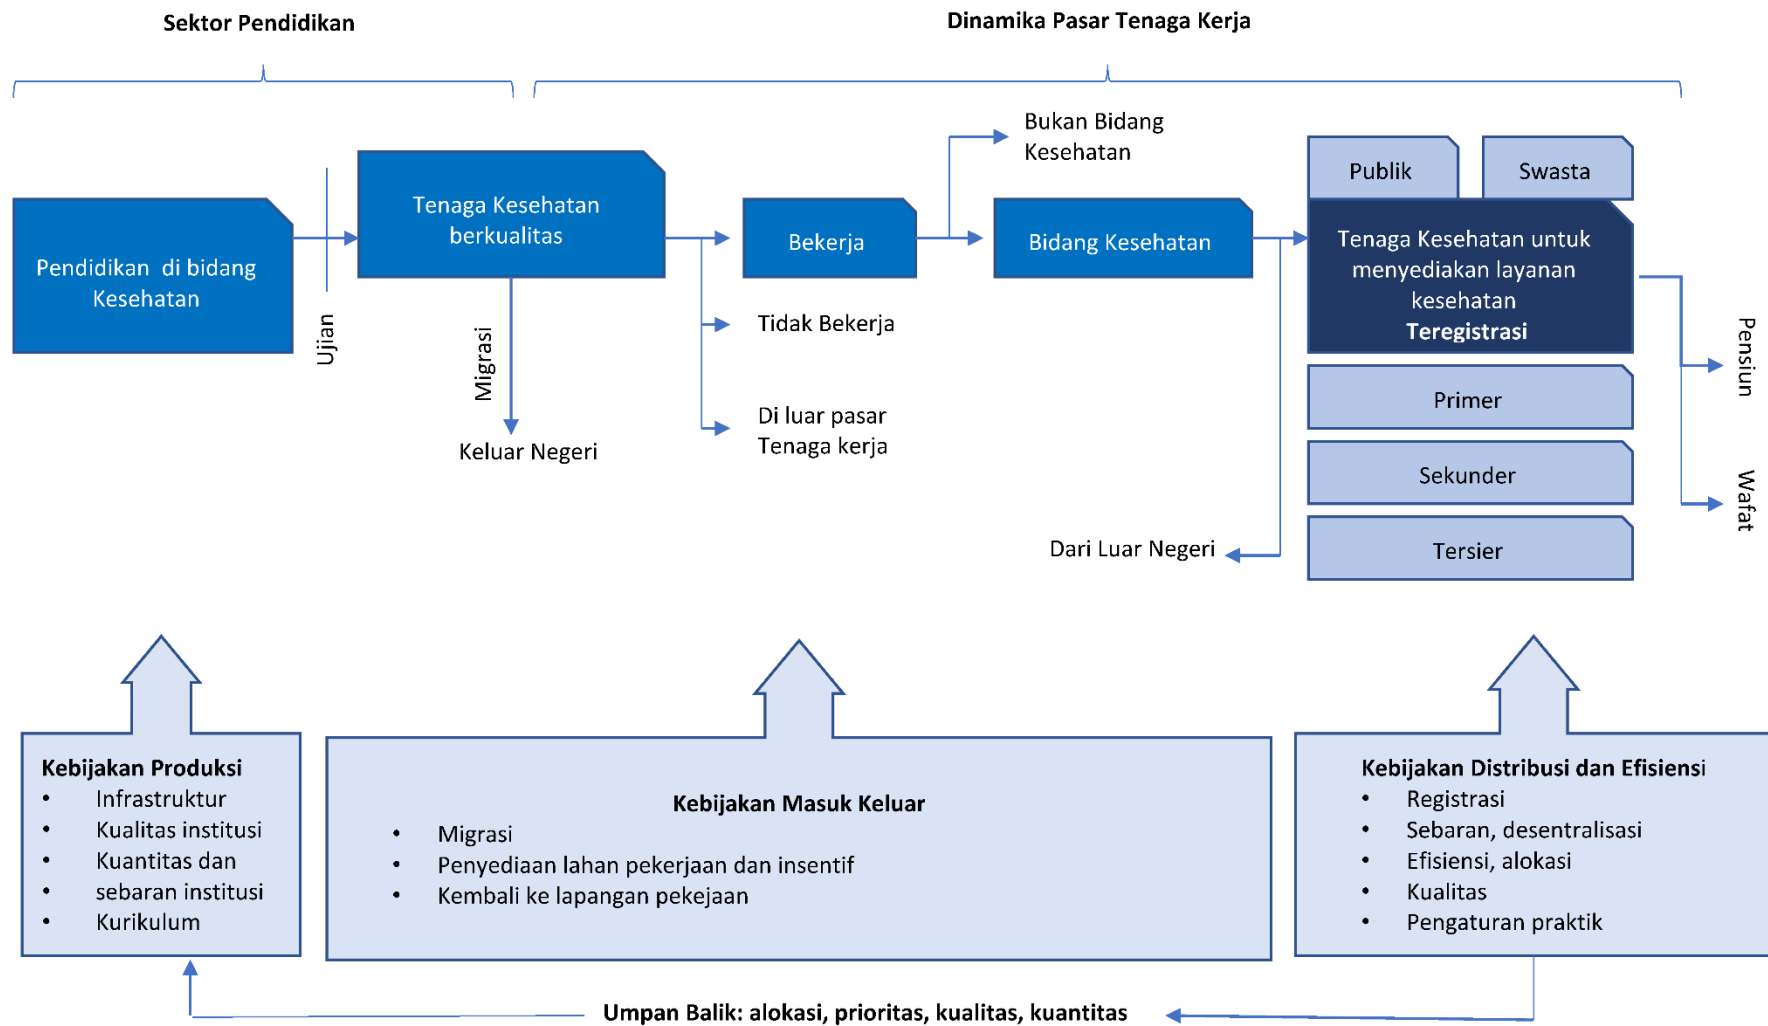 Sektor Pendidikan
Dinamika Pasar Tenaga Kerja
Pendidikan di bidang
Kesehatan
Ujian
Tenaga Kesehatan
berkualitas
Migrasi
Keluar Negeri
Bekerja
Tidak Bekerja
Di luar pasar
Tenaga kerja
Bukan Bidang
Kesehatan
Bidang Kesehatan
Dari Luar Negeri
Publik
Swasta
Tenaga Kesehatan untuk
menyediakan layanan
kesehatan
Teregistrasi
Primer
Sekunder
Tersier
Pensiun
Wafat
Kebijakan Produksi
• Infrastruktur
• Kualitas institusi
• Kuantitas dan
• sebaran institusi
• Kurikulum
Kebijakan Masuk Keluar
• Migrasi
• Penyediaan lahan pekerjaan dan insentif
• Kembali ke lapangan pekejaan
Kebijakan Distribusi dan Efisiensi
• Registrasi
• Sebaran, desentralisasi
• Efisiensi, alokasi
• Kualitas
• Pengaturan praktik
Umpan Balik: alokasi, prioritas, kualitas, kuantitas